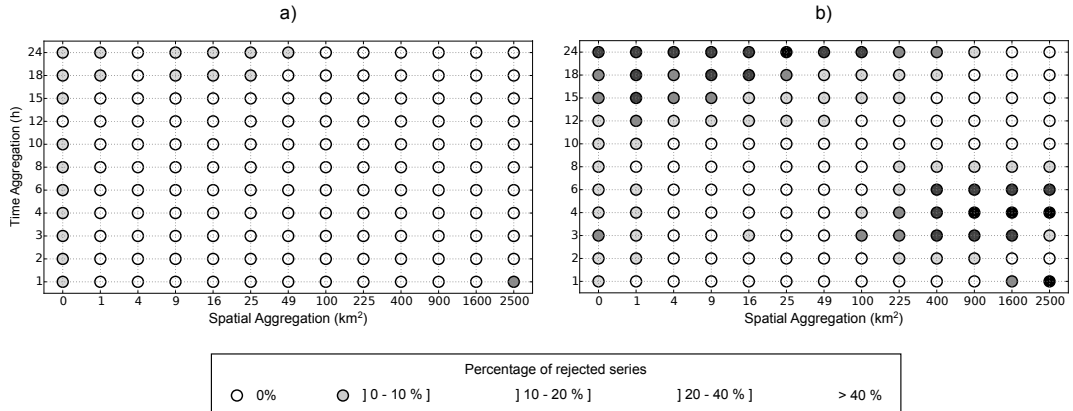 a)
b)
Time Aggregation (h)
24
18
15
12
10
8
6
4
3
2
1
0 1 4 9 16 25 49 100 225 400 900 1600 2500
Spatial Aggregation (km²)
24
18
15
12
10
8
6
4
3
2
1
0 1 4 9 16 25 49 100 225 400 900 1600 2500
Spatial Aggregation (km²)
Percentage of rejected series
0% ] 0 - 10 % ] ] 10 - 20 % ] ] 20 - 40 % ] > 40 %